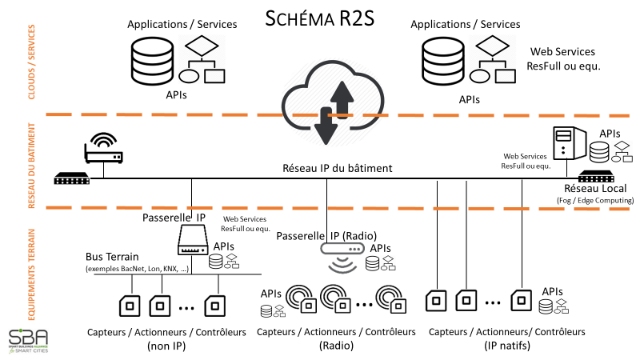 SCHÉMA R2S
Applications / Services
Applications / Services
Web Services
ResFull ou equ.
APIs
APIs
CLOUDS / SERVICES
RESEAU DU BATIMENT
Réseau IP du bâtiment
Web Services
ResFull ou equ.
APIs
Réseau Local
(Fog / Edge Computing)
EQUIPEMENTS TERRAIN
Passerelle IP
Web Services
ResFull ou equ.
APIs
Passerelle IP (Radio)
APIs
Bus Terrain
(exemples BacNet, Lon, KNX, ...)
...
APIs
...
...
APIs
Capteurs / Actionneurs / Contrôleurs
(non IP)
Capteurs / Actionneurs / Contrôleurs
(Radio)
Capteurs / Actionneurs/ Contrôleurs
(IP natifs)
SBA
SMART CITIES